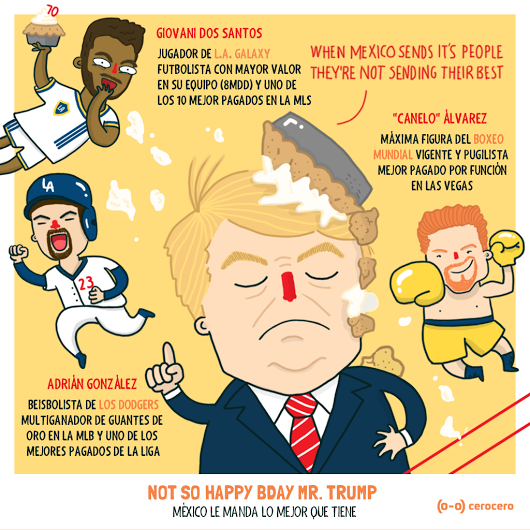 70
GIOVANI DOS SANTOS
JUGADOR DE L.A. GALAXY
FUTBOLISTA CON MAYOR VALOR
EN SU EQUIPO (8MDD) Y UNO DE
LOS 10 MEJOR PAGADOS EN LA MLS
WHEN MEXICO SENDS IT'S PEOPLE
THEY'RE NOT SENDING THEIR BEST
"CANELO" ÁLVAREZ
MÁXIMA FIGURA DEL BOXEO
MUNDIAL VIGENTE Y PUGILISTA
MEJOR PAGADO POR FUNCIÓN
EN LAS VEGAS
LA
23
ADRIÁN GONZÁLEZ
BEISBOLISTA DE LOS DODGERS
MULTIGANADOR DE GUANTES DE
ORO EN LA MLB Y UNO DE LOS
MEJORES PAGADOS DE LA LIGA
NOT SO HAPPY BDAY MR. TRUMP
MÉXICO LE MANDA LO MEJOR QUE TIENE
(0-0) cerocero